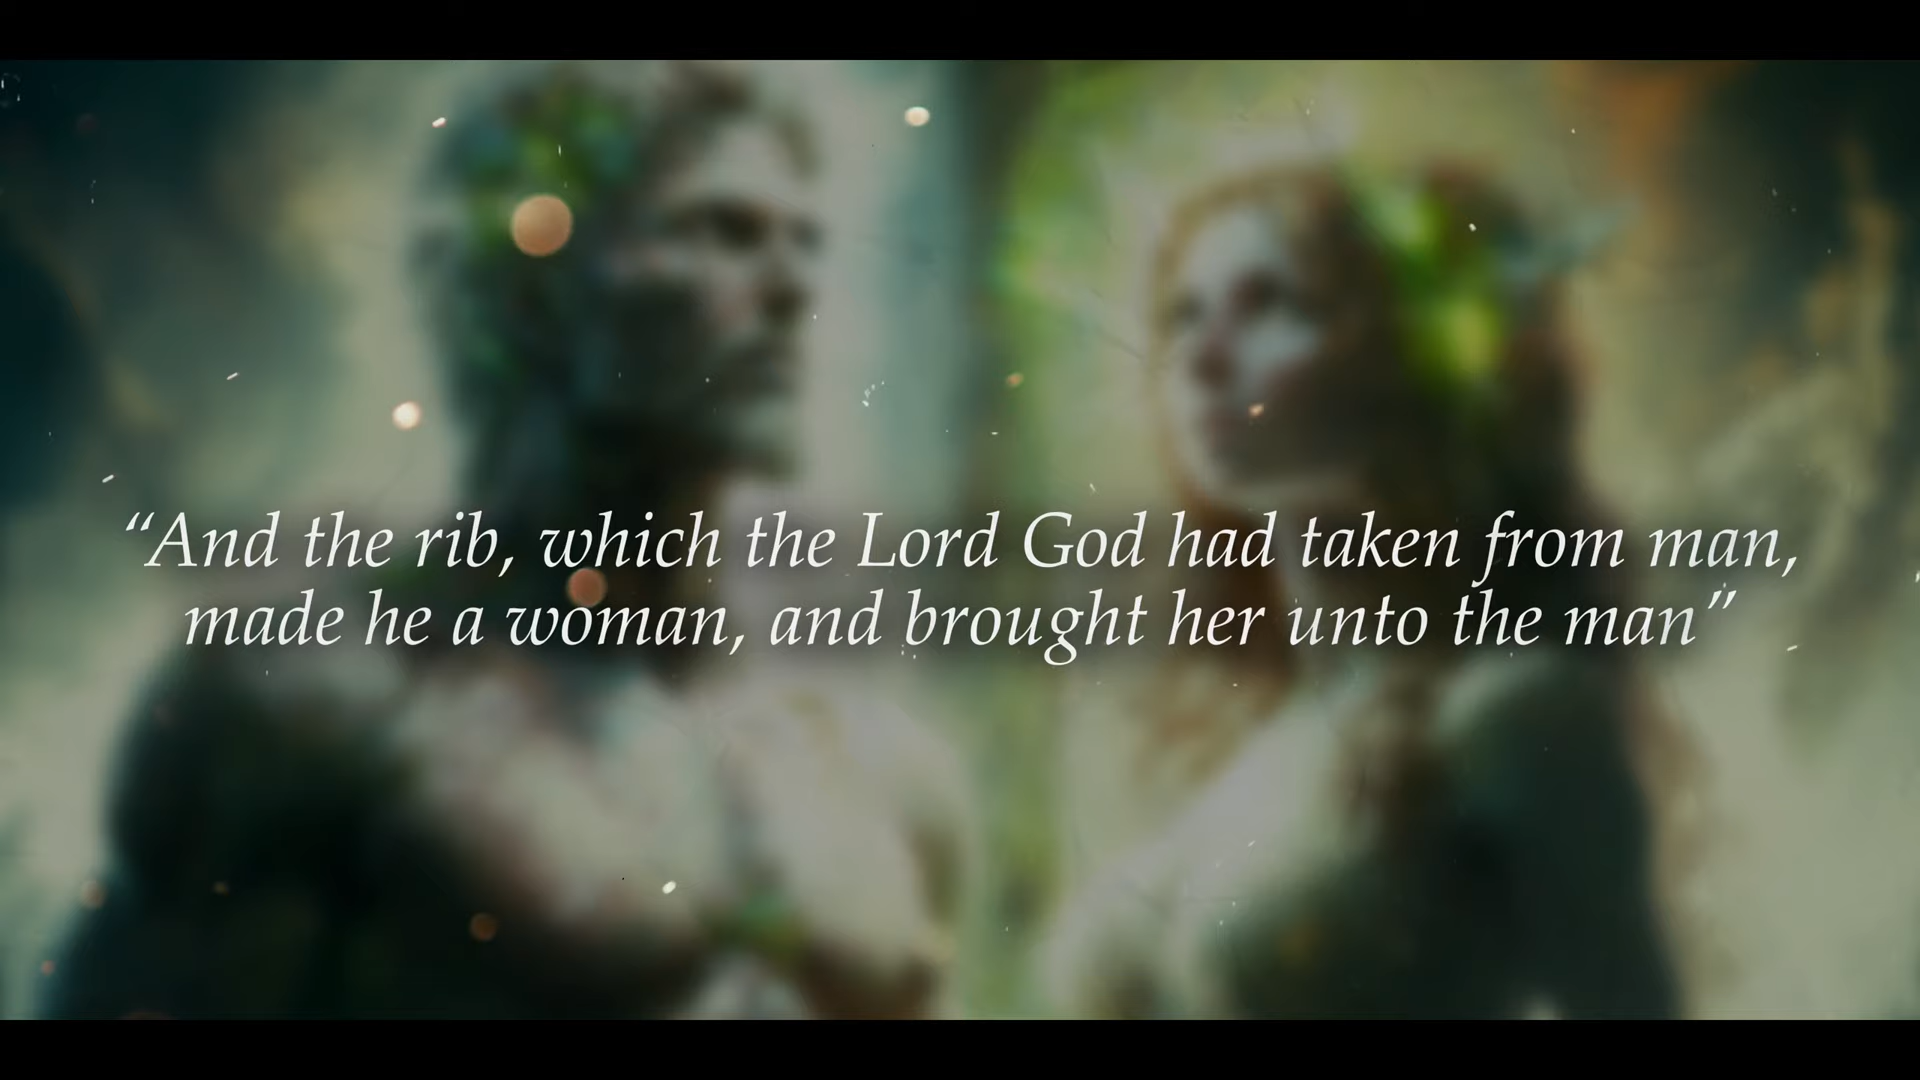 “And the rib, which the Lord God had taken from man,
made he a woman, and brought her unto the man”